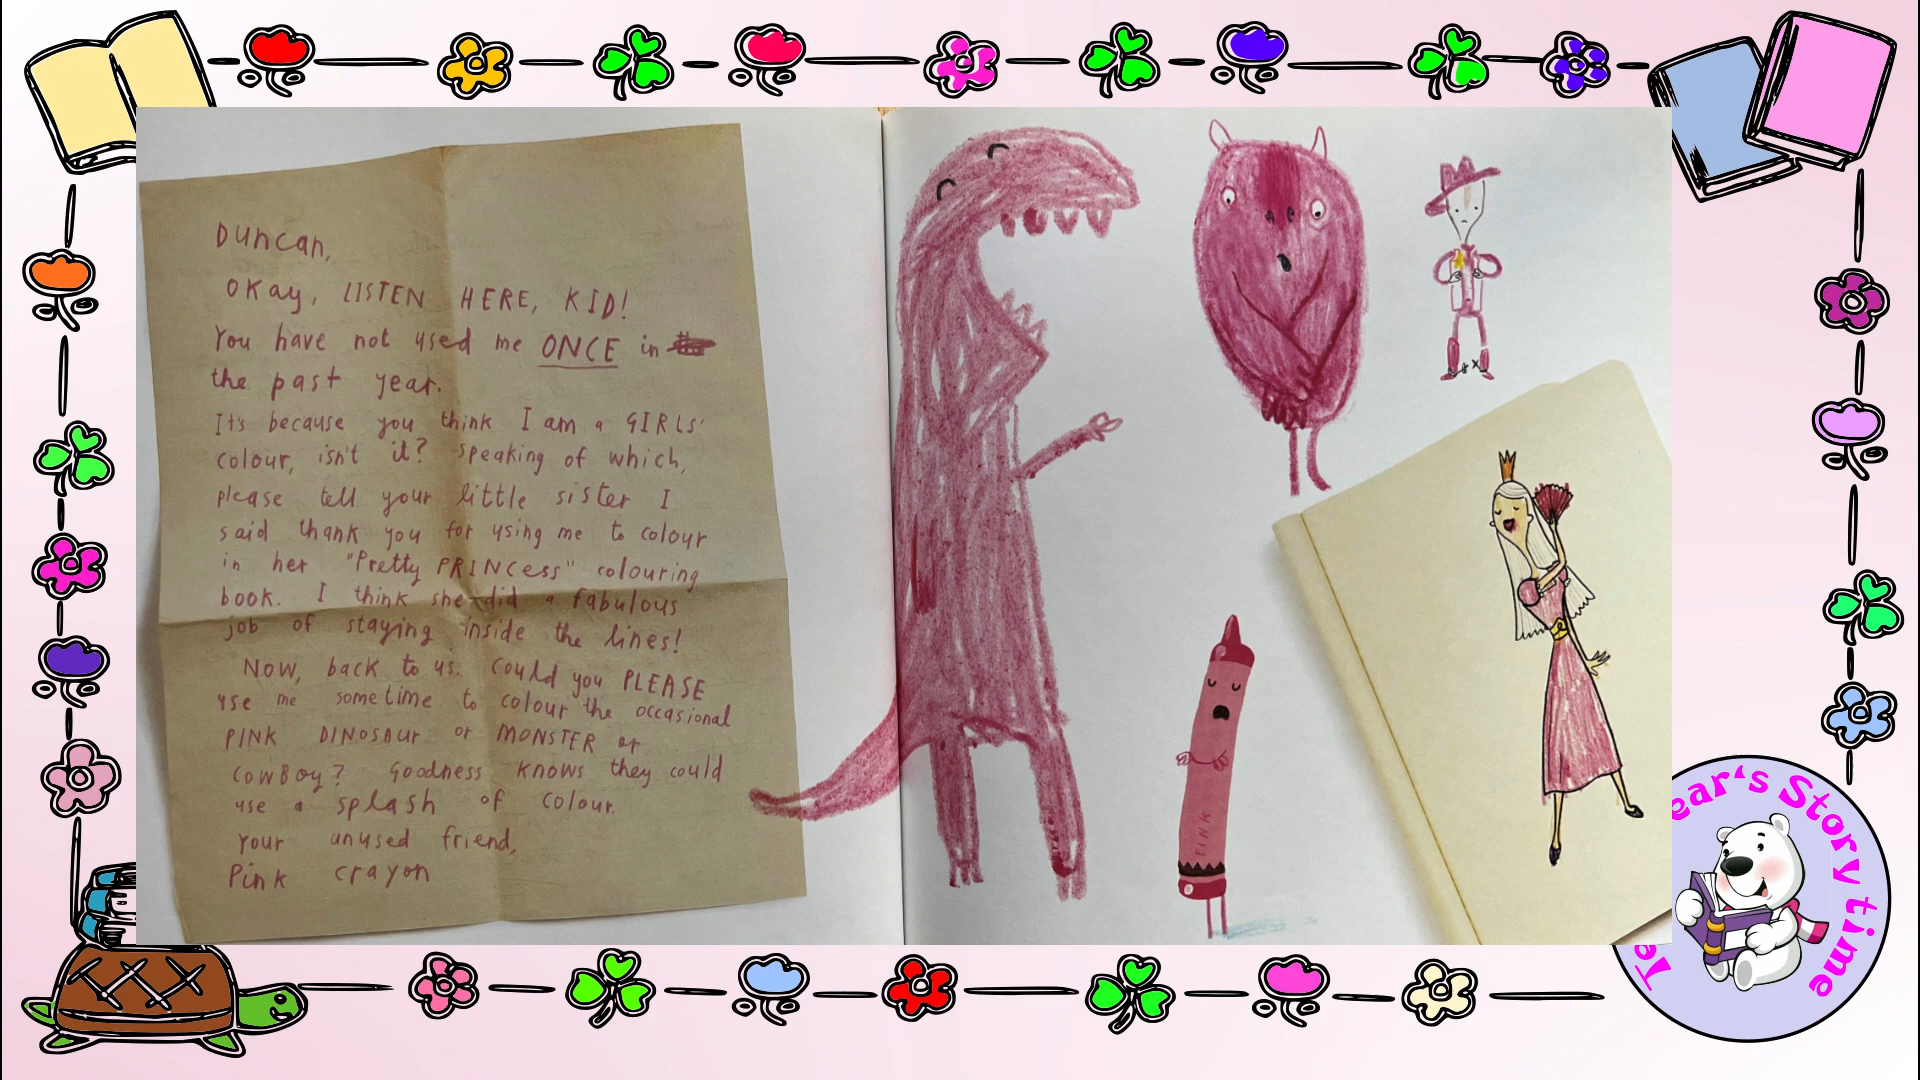 Duncan,
OKay, LISTEN HERE, KID!
You have not used me ONCE in
the past year.
It's because you think I am a GIRLS'
colour, isn't it? Speaking of which,
please tell your little sister I
said thank you for using me to colour
in her "Pretty PRINCess" colouring
book. I think she did a fabulous
job of staying inside the lines!
Now, back to us. Could you PLEASE
use me sometime to colour the occasional
PINK DINOSAUr or MONSTER or
COWBoy? Goodness knows they could
use a splash of colour.
Your unused friend,
Pink crayon
PINK
ear's Story time